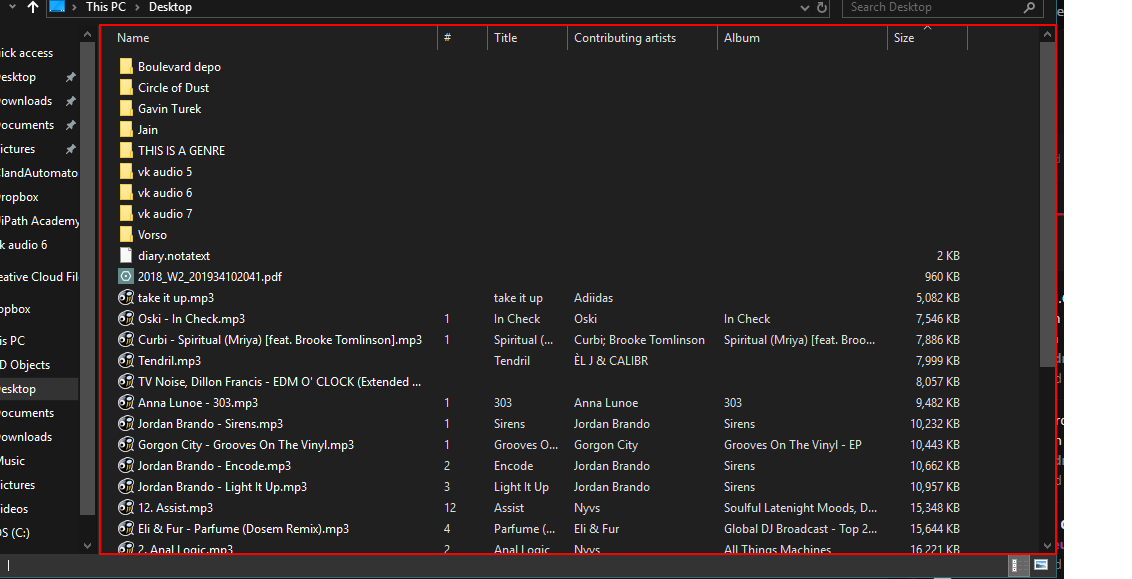 This PC > Desktop
Search Desktop
Name # Title Contributing artists Album Size
ick access
esktop
ownloads
ocuments
ictures
landAutomato
ropbox
iPath Academy
k audio 6
eative Cloud Fil
opbox
is PC
D Objects
esktop
ocuments
ownloads
Music
ictures
ideos
S (C:)
Boulevard depo
Circle of Dust
Gavin Turek
Jain
THIS IS A GENRE
vk audio 5
vk audio 6
vk audio 7
Vorso
diary.notatext 2 KB
2018_W2_201934102041.pdf 960 KB
take it up.mp3 take it up Adiidas 5,082 KB
Oski - In Check.mp3 1 In Check Oski In Check 7,546 KB
Curbi - Spiritual (Mriya) [feat. Brooke Tomlinson].mp3 1 Spiritual (... Curbi; Brooke Tomlinson Spiritual (Mriya) [feat. Broo... 7,886 KB
Tendril.mp3 Tendril ÈL J & CALIBR 7,999 KB
TV Noise, Dillon Francis - EDM O' CLOCK (Extended ... 8,057 KB
Anna Lunoe - 303.mp3 1 303 Anna Lunoe 303 9,482 KB
Jordan Brando - Sirens.mp3 1 Sirens Jordan Brando Sirens 10,232 KB
Gorgon City - Grooves On The Vinyl.mp3 1 Grooves O... Gorgon City Grooves On The Vinyl - EP 10,443 KB
Jordan Brando - Encode.mp3 2 Encode Jordan Brando Sirens 10,662 KB
Jordan Brando - Light It Up.mp3 3 Light It Up Jordan Brando Sirens 10,957 KB
12. Assist.mp3 12 Assist Nyvs Soulful Latenight Moods, D... 15,348 KB
Eli & Fur - Parfume (Dosem Remix).mp3 4 Parfume (... Eli & Fur Global DJ Broadcast - Top 2... 15,644 KB
2. Anal Logic.mp3 2 Anal Logic Nyvs All Things Machines 16,221 KB